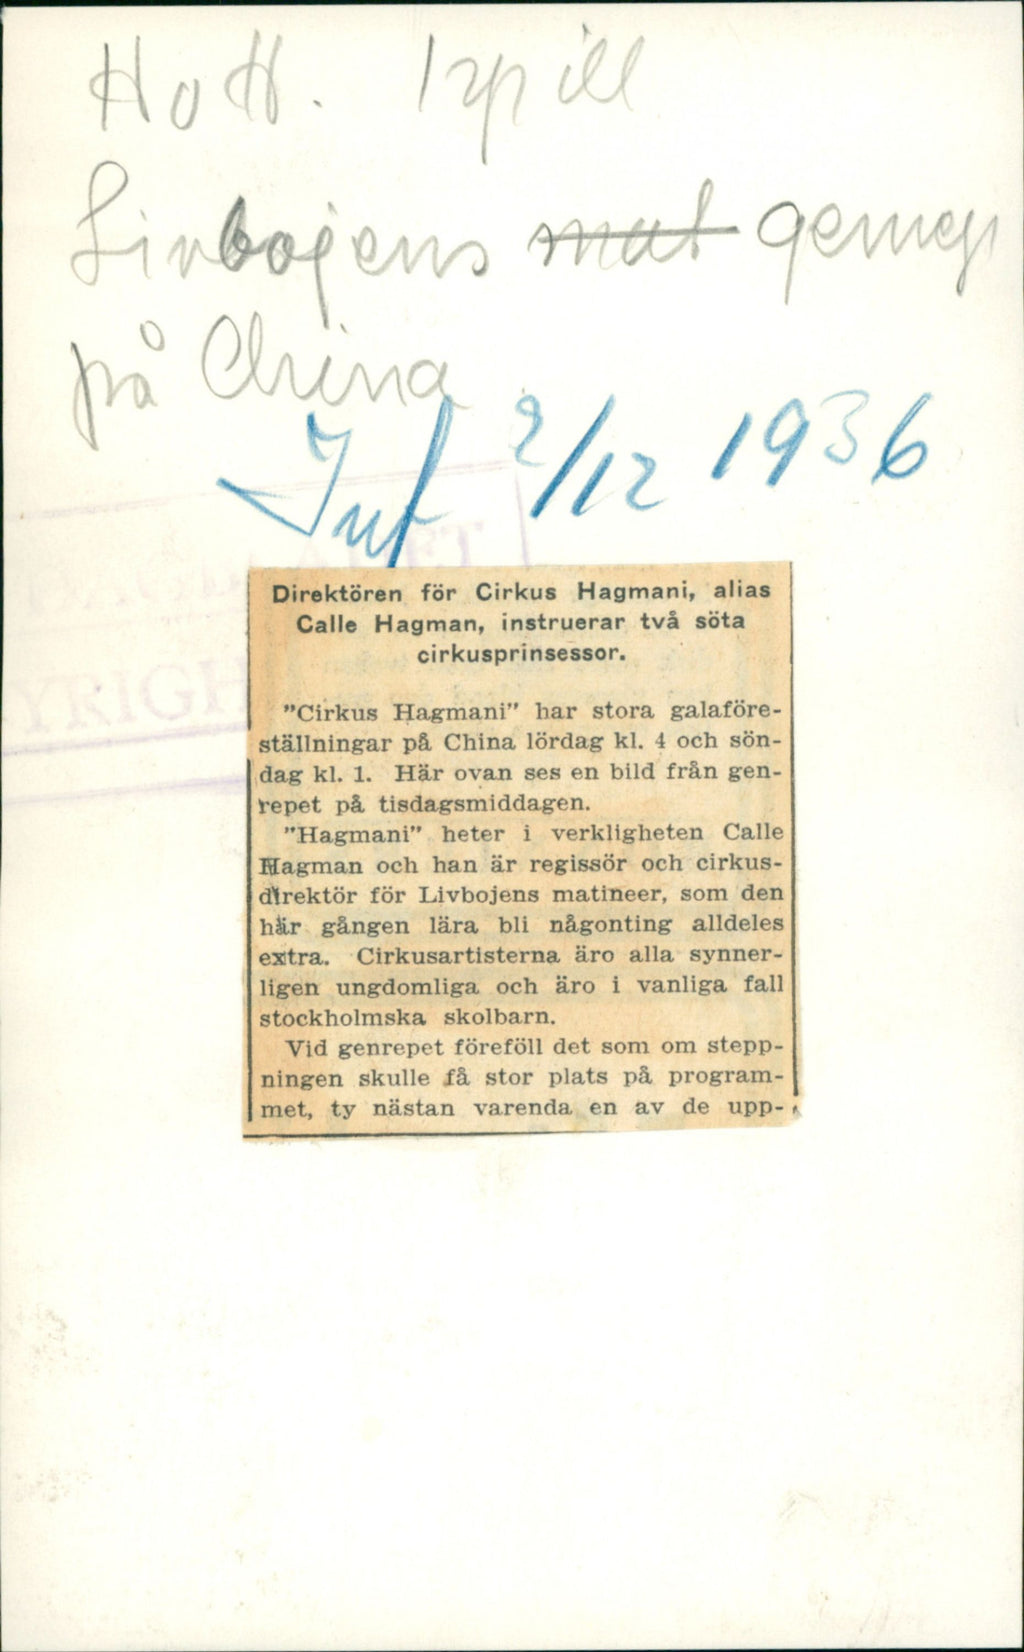 Livbojens mat genrep
på China
Inf 2/12 1936
YRIGH
Direktören för Cirkus Hagmani, alias
Calle Hagman, instruerar två söta
cirkusprinsessor.
"Cirkus Hagmani" har stora galaföre-
ställningar på China lördag kl. 4 och sön-
dag kl. 1. Här ovan ses en bild från gen-
repet på tisdagsmiddagen.
"Hagmani" heter i verkligheten Calle
Hagman och han är regissör och cirkus-
direktör för Livbojens matineer, som den
här gången lära bli någonting alldeles
extra. Cirkusartisterna äro alla synner-
ligen ungdomliga och äro i vanliga fall
stockholmska skolbarn.
Vid genrepet föreföll det som om stepp-
ningen skulle få stor plats på program-
met, ty nästan varenda en av de upp-